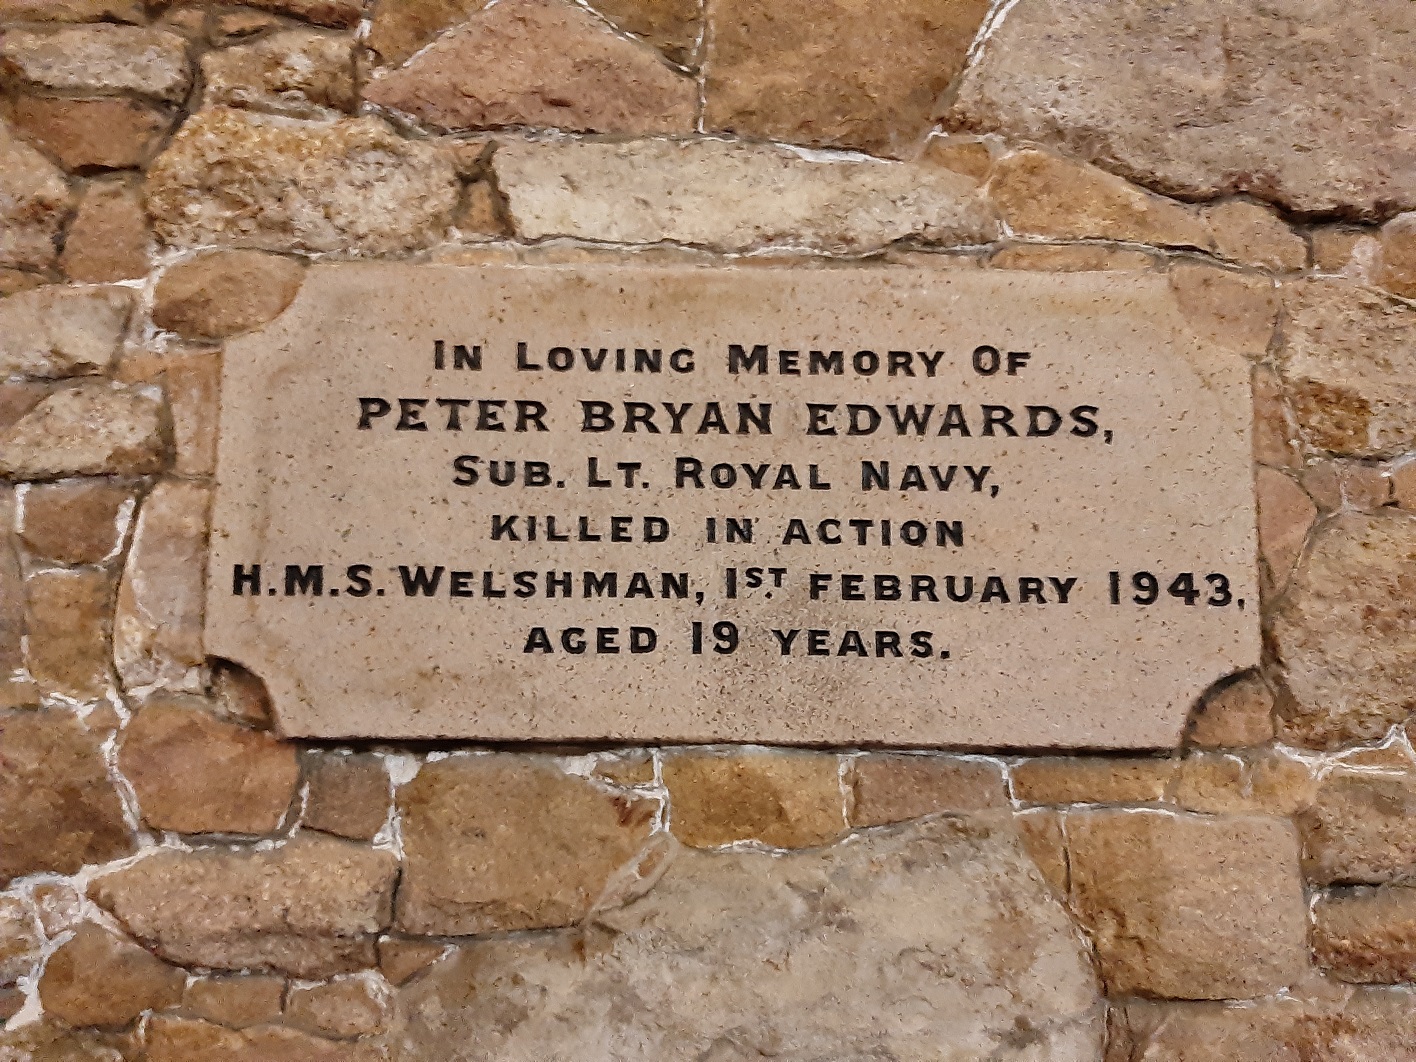 IN LOVING MEMORY OF
PETER BRYAN EDWARDS,
SUB. LT. ROYAL NAVY,
KILLED IN ACTION
H.M.S. WELSHMAN, 1ST FEBRUARY 1943,
AGED 19 YEARS.